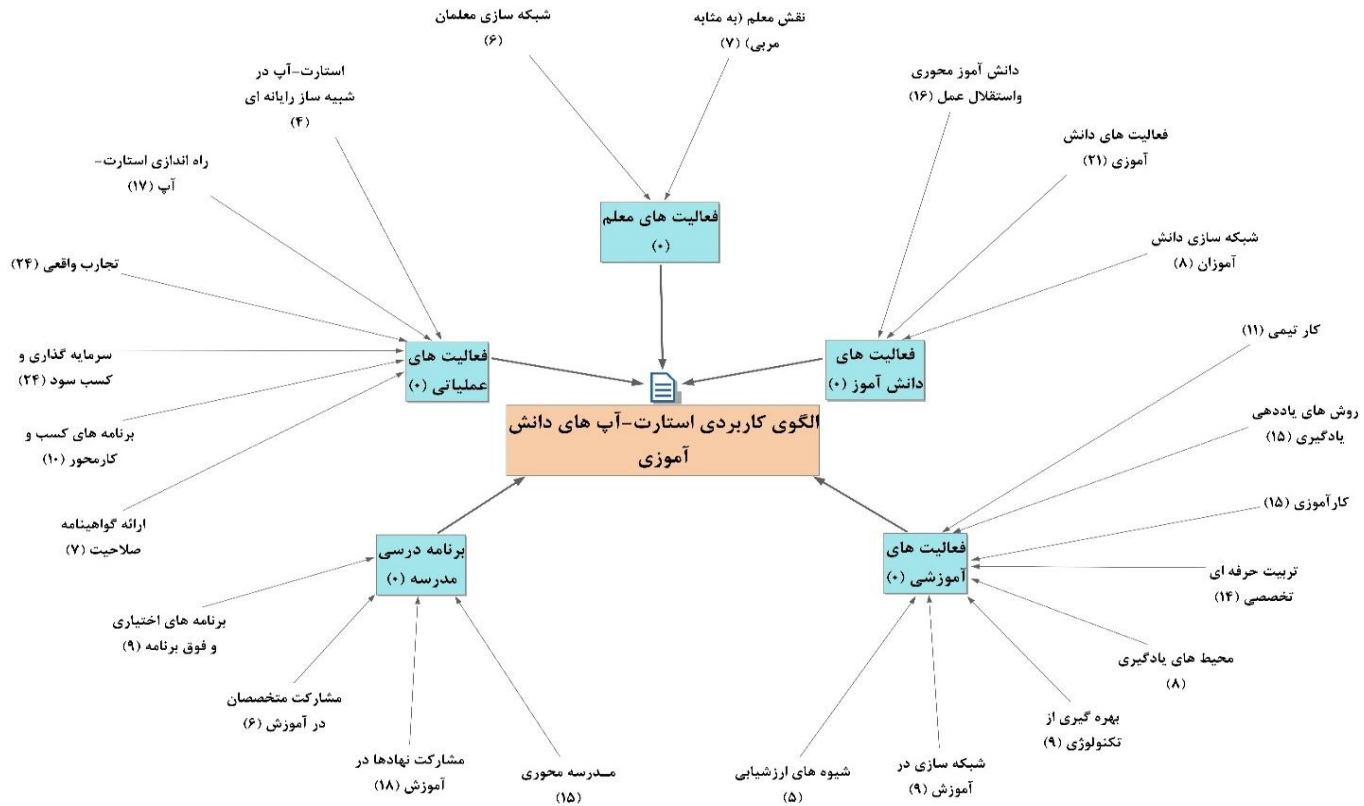 شبکه سازی معلمان
(۶)
نقش معلم (به مثابه
مربی) (۷)
استارت-آپ در
شبیه ساز رایانه ای
(۴)
دانش آموز محوری
واستقلال عمل (۱۶)
راه اندازی استارت-
آپ (۱۷)
فعالیت های دانش
آموزی (۲۱)
فعالیت های معلم
(۰)
تجارب واقعی (۲۴)
شبکه سازی دانش
آموزان (۸)
سرمایه گذاری و
کسب سود (۲۴)
فعالیت های
عملیاتی (۰)
فعالیت های
دانش آموز (۰)
کار تیمی (۱۱)
الگوی کاربردی استارت-آپ های دانش
آموزی
برنامه های کسب و
کارمحور (۱۰)
روش های یاددهی
یادگیری (۱۵)
ارائه گواهینامه
صلاحیت (۷)
کارآموزی (۱۵)
برنامه درسی
مدرسه (۰)
فعالیت های
آموزشی (۰)
تربیت حرفه ای
تخصصی (۱۴)
برنامه های اختیاری
و فوق برنامه (۹)
محیط های یادگیری
(۸)
مشارکت متخصصان
در آموزش (۶)
بهره گیری از
تکنولوژی (۹)
مشارکت نهادها در
آموزش (۱۸)
مـدرسه محوری
(۱۵)
شیوه های ارزشیابی
(۵)
شبکه سازی در
آموزش (۹)